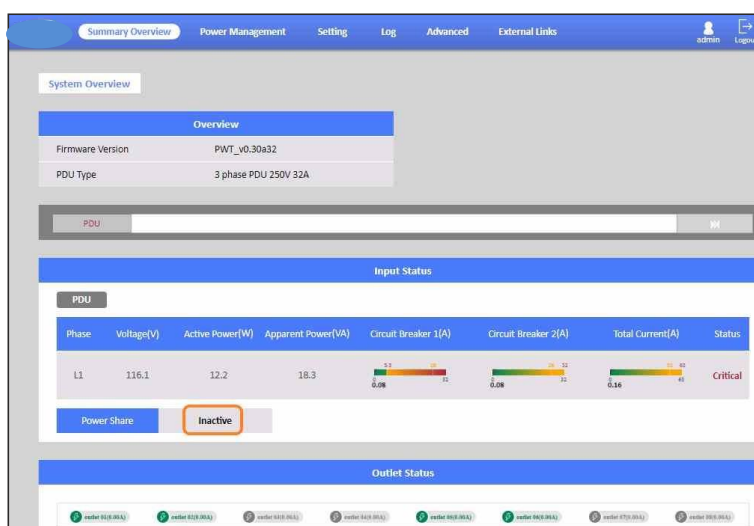 Summary Overview Power Management Setting Log Advanced External Links admin Logou
System Overview
Overview
Firmware Version PWT_v0.30a32
PDU Type 3 phase PDU 250V 32A
PDU
Input Status
PDU
Phase Voltage(V) Active Power(W) Apparent Power(VA) Circuit Breaker 1(A) Circuit Breaker 2(A) Total Current(A) Status
L1 116.1 12.2 18.3 0.08 32 0.08 32 0.16 Critical
Power Share Inactive
Outlet Status